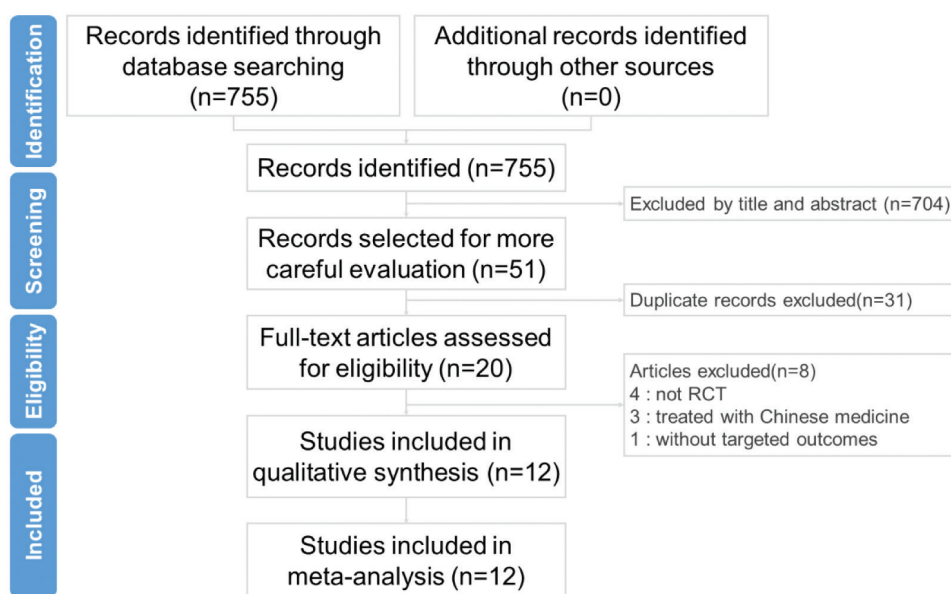 Identification
Records identified through
database searching
(n=755)
Additional records identified
through other sources
(n=0)
Records identified (n=755)
Screening
Excluded by title and abstract (n=704)
Records selected for more
careful evaluation (n=51)
Duplicate records excluded(n=31)
Eligibility
Full-text articles assessed
for eligibility (n=20)
Articles excluded(n=8)
4 : not RCT
3 : treated with Chinese medicine
1 : without targeted outcomes
Included
Studies included in
qualitative synthesis (n=12)
Studies included in
meta-analysis (n=12)